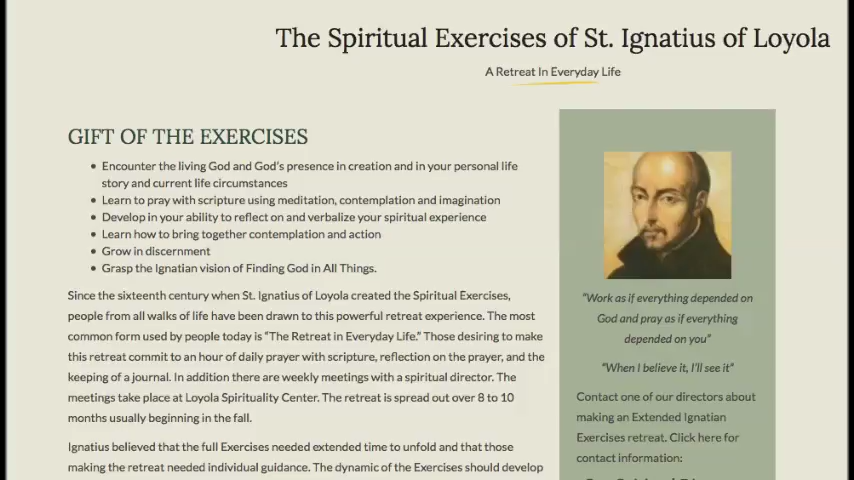 The Spiritual Exercises of St. Ignatius of Loyola
A Retreat In Everyday Life
GIFT OF THE EXERCISES
• Encounter the living God and God's presence in creation and in your personal life
story and current life circumstances
• Learn to pray with scripture using meditation, contemplation and imagination
• Develop in your ability to reflect on and verbalize your spiritual experience
• Learn how to bring together contemplation and action
• Grow in discernment
• Grasp the Ignatian vision of Finding God in All Things.
Since the sixteenth century when St. Ignatius of Loyola created the Spiritual Exercises,
people from all walks of life have been drawn to this powerful retreat experience. The most
common form used by people today is "The Retreat in Everyday Life." Those desiring to make
this retreat commit to an hour of daily prayer with scripture, reflection on the prayer, and the
keeping of a journal. In addition there are weekly meetings with a spiritual director. The
meetings take place at Loyola Spirituality Center. The retreat is spread out over 8 to 10
months usually beginning in the fall.
Ignatius believed that the full Exercises needed extended time to unfold and that those
making the retreat needed individual guidance. The dynamic of the Exercises should develop
"Work as if everything depended on
God and pray as if everything
depended on you"
"When I believe it, I'll see it"
Contact one of our directors about
making an Extended Ignatian
Exercises retreat. Click here for
contact information: